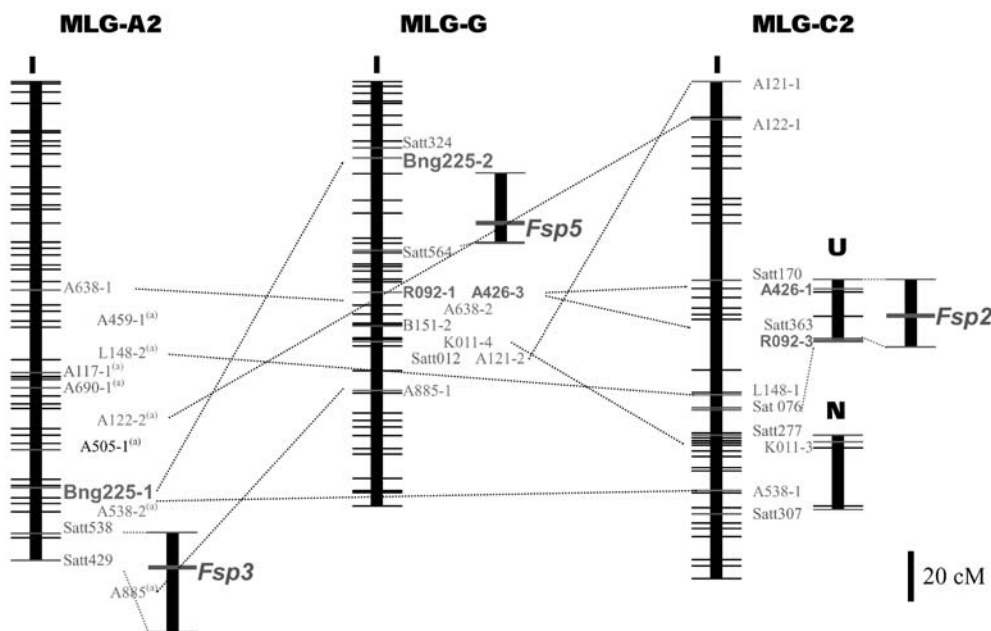 MLG-A2
MLG-G
MLG-C2
I
I
I
A638-1
A459-1(a)
L148-2(a)
A117-1(a)
A690-1(a)
A122-2(a)
A505-1(a)
Bng225-1
A538-2(a)
Satt538
Satt429
A885(a)
Fsp3
Satt324
Bng225-2
Fsp5
Satt564
R092-1 A426-3
A638-2
B151-2
K011-4
Satt012 A121-2
A885-1
A121-1
A122-1
Satt170
U
A426-1
Satt363
R092-3
Fsp2
L148-1
Sat 076
Satt277
N
K011-3
A538-1
Satt307
20 cM